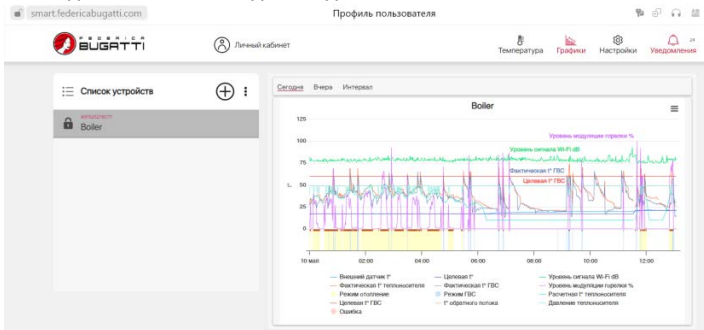 smart.federicabugatti.com
Профиль пользователя
FEDERICA
BUGATTI
Личный кабинет
Температура
Графики
Настройки
24
Уведомления
Список устройств
Boiler
Сегодня Вчера Интервал
Boiler
125
100
75
50
25
0
t°
Уровень модуляции горелки %
Уровень сигнала Wi-Fi dB
Фактическая t° ГВС
Целевая t° ГВС
10 мая 02:00 04:00 06:00 08:00 10:00 12:00
Внешний датчик t° Целевая t° Уровень сигнала Wi-Fi dB
Фактическая t° теплоносителя Фактическая t° ГВС Уровень модуляции горелки %
Режим отопление Режим ГВС Расчетная t° теплоносителя
Целевая t° ГВС t° обратного потока Давление теплоносителя
Ошибка